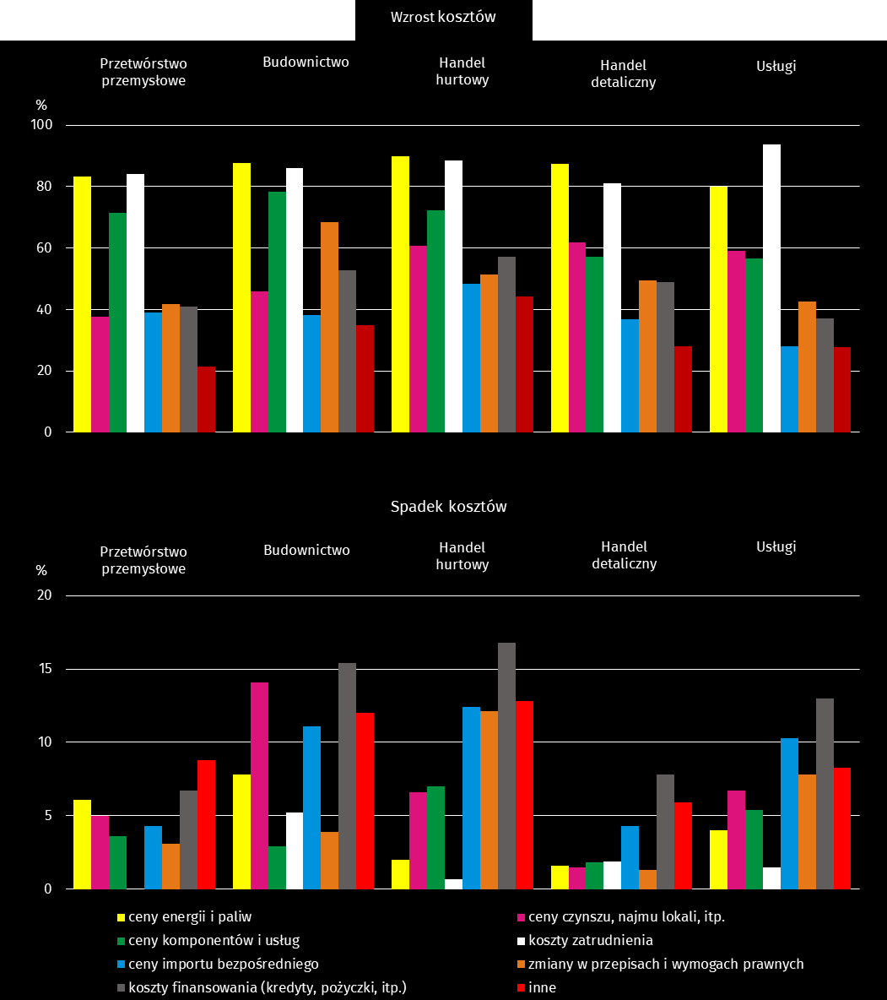 Wzrost kosztów
Przetwórstwo
przemysłowe
Budownictwo
Handel
hurtowy
Handel
detaliczny
Usługi
%
100
80
60
40
20
0
Spadek kosztów
Przetwórstwo
przemysłowe
Budownictwo
Handel
hurtowy
Handel
detaliczny
Usługi
%
20
15
10
5
0
ceny energii i paliw
ceny czynszu, najmu lokali, itp.
ceny komponentów i usług
koszty zatrudnienia
ceny importu bezpośredniego
zmiany w przepisach i wymogach prawnych
koszty finansowania (kredyty, pożyczki, itp.)
inne